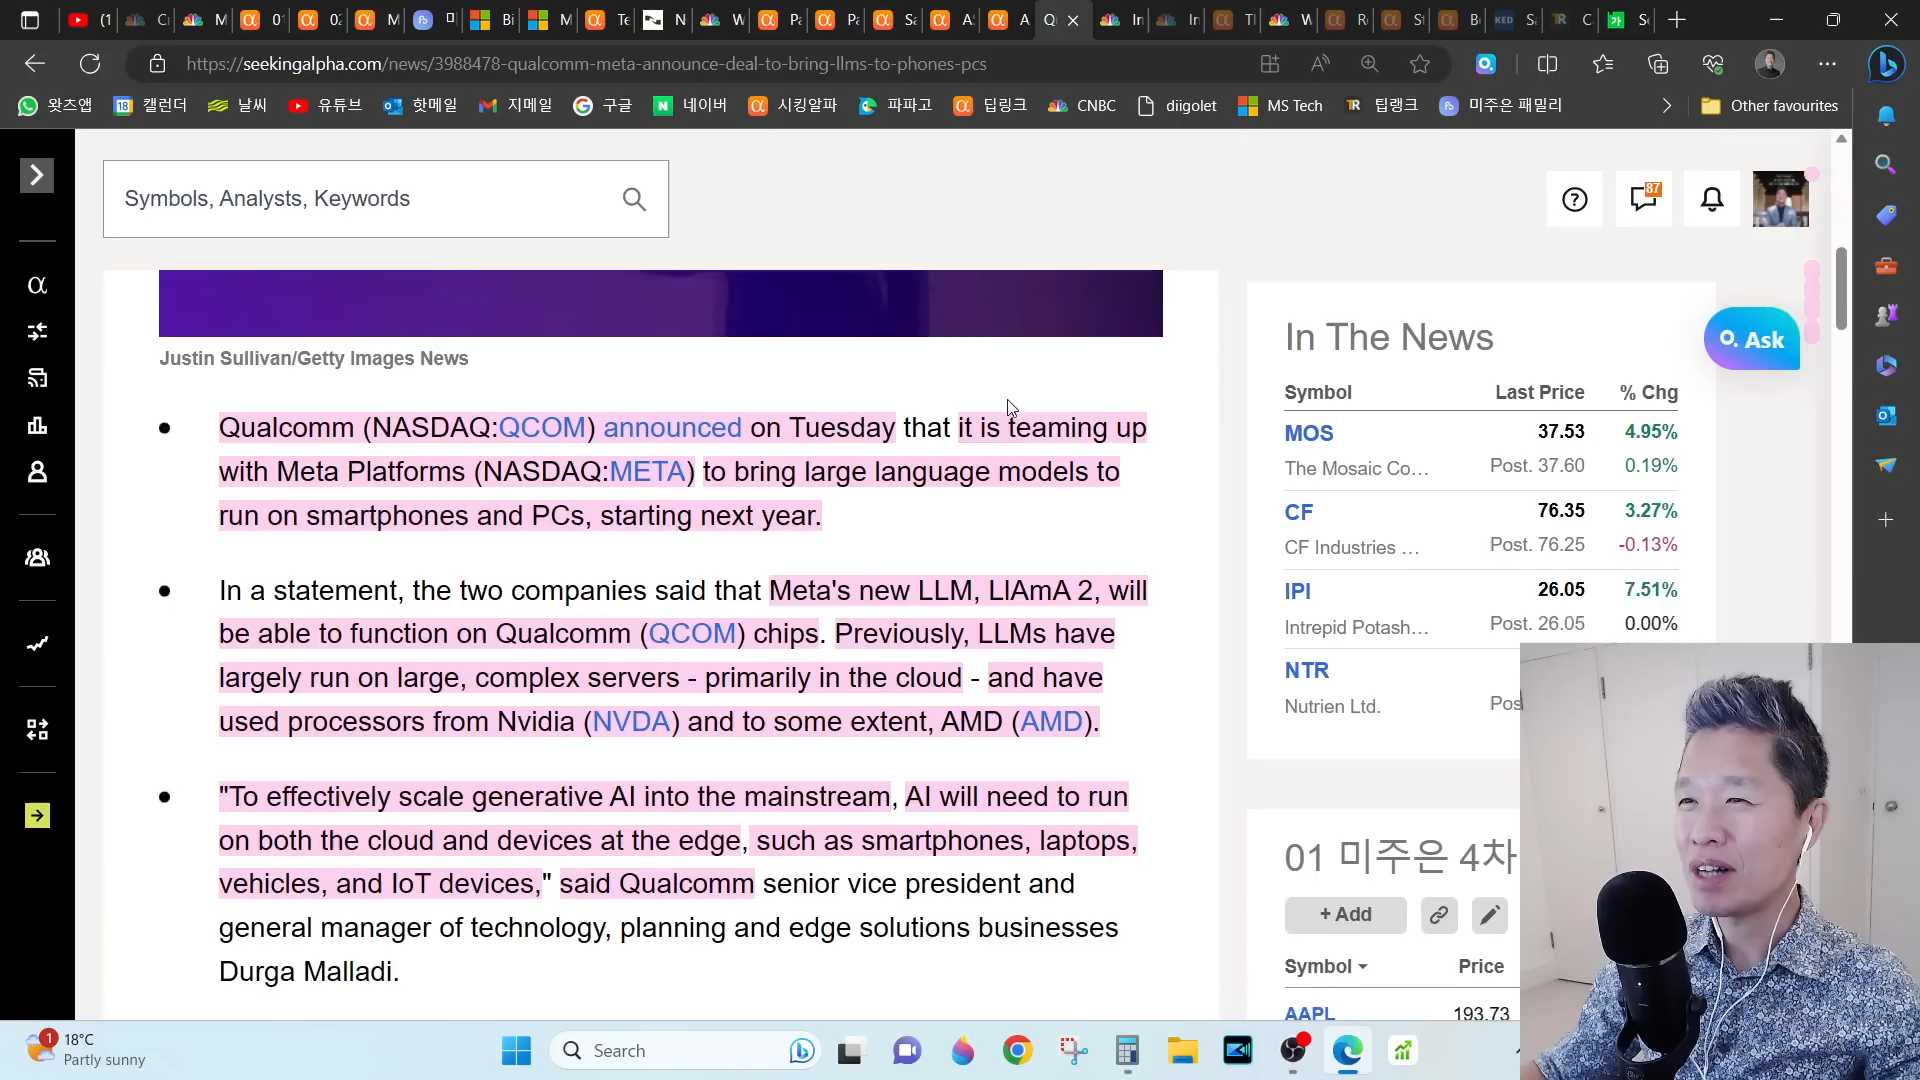 https://seekingalpha.com/news/3988478-qualcomm-meta-announce-deal-to-bring-llms-to-phones-pcs
왓츠앱 캘린더 날씨 유튜브 핫메일 지메일 구글 네이버 시킹알파 파파고 딥링크 CNBC diigolet MS Tech 팁랭크 미주은 패밀리 Other favourites
Symbols, Analysts, Keywords
87
Ask
Justin Sullivan/Getty Images News
Qualcomm (NASDAQ:QCOM) announced on Tuesday that it is teaming up
with Meta Platforms (NASDAQ:META) to bring large language models to
run on smartphones and PCs, starting next year.
In a statement, the two companies said that Meta's new LLM, LlAmA 2, will
be able to function on Qualcomm (QCOM) chips. Previously, LLMs have
largely run on large, complex servers - primarily in the cloud - and have
used processors from Nvidia (NVDA) and to some extent, AMD (AMD).
"To effectively scale generative AI into the mainstream, AI will need to run
on both the cloud and devices at the edge, such as smartphones, laptops,
vehicles, and IoT devices," said Qualcomm senior vice president and
general manager of technology, planning and edge solutions businesses
Durga Malladi.
In The News
Symbol Last Price % Chg
MOS 37.53 4.95%
The Mosaic Co... Post. 37.60 0.19%
CF 76.35 3.27%
CF Industries ... Post. 76.25 -0.13%
IPI 26.05 7.51%
Intrepid Potash... Post. 26.05 0.00%
NTR
Nutrien Ltd. Pos
01 미주은 4차
+ Add
Symbol Price
AAPL 193.73
1
18°C
Partly sunny
Search